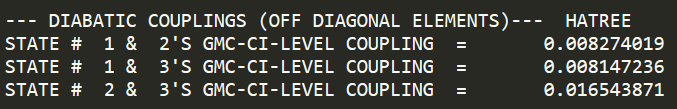 --- DIABATIC COUPLINGS (OFF DIAGONAL ELEMENTS)---  HATREE
STATE #  1 &  2'S GMC-CI-LEVEL COUPLING  =       0.008274019
STATE #  1 &  3'S GMC-CI-LEVEL COUPLING  =       0.008147236
STATE #  2 &  3'S GMC-CI-LEVEL COUPLING  =       0.016543871